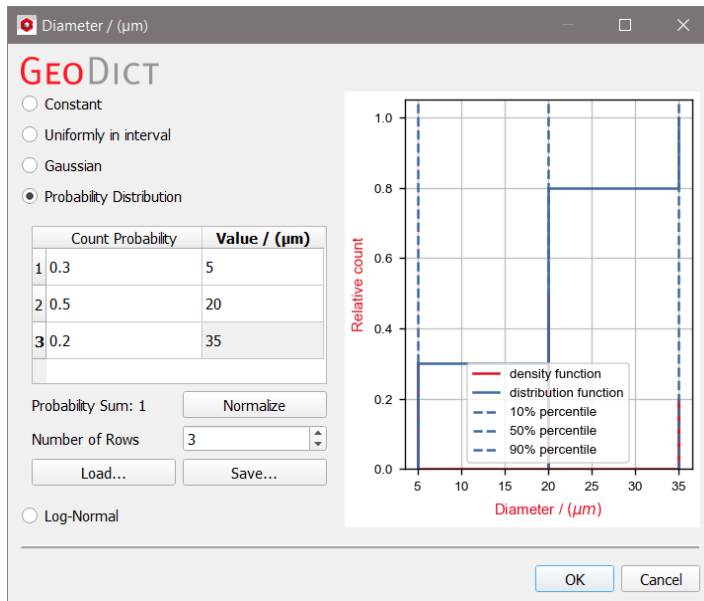 Diameter / (µm)
GEODICT
Constant
Uniformly in interval
Gaussian
Probability Distribution
Count Probability Value / (µm)
1 0.3 5
2 0.5 20
3 0.2 35
Probability Sum: 1 Normalize
Number of Rows 3
Load... Save...
Log-Normal
1.0
0.8
0.6
0.4
0.2
0.0
Relative count
density function
distribution function
10% percentile
50% percentile
90% percentile
5 10 15 20 25 30 35
Diameter / (µm)
OK Cancel